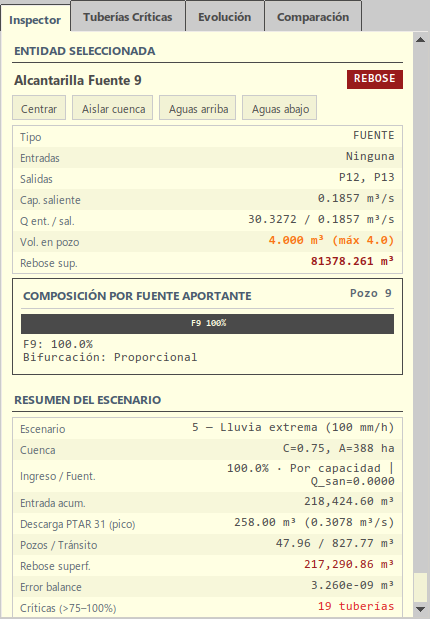 Inspector Tuberías Críticas Evolución Comparación
ENTIDAD SELECCIONADA
Alcantarilla Fuente 9 REBOSE
Centrar Aislar cuenca Aguas arriba Aguas abajo
Tipo FUENTE
Entradas Ninguna
Salidas P12, P13
Cap. saliente 0.1857 m³/s
Q ent. / sal. 30.3272 / 0.1857 m³/s
Vol. en pozo 4.000 m³ (máx 4.0)
Rebose sup. 81378.261 m³
COMPOSICIÓN POR FUENTE APORTANTE Pozo 9
F9 100%
F9: 100.0%
Bifurcación: Proporcional
RESUMEN DEL ESCENARIO
Escenario 5 — Lluvia extrema (100 mm/h)
Cuenca C=0.75, A=388 ha
Ingreso / Fuent. 100.0% · Por capacidad |
Q_san=0.0000
Entrada acum. 218,424.60 m³
Descarga PTAR 31 (pico) 258.00 m³ (0.3078 m³/s)
Pozos / Tránsito 47.96 / 827.77 m³
Rebose superf. 217,290.86 m³
Error balance 3.260e-09 m³
Críticas (>75–100%) 19 tuberías